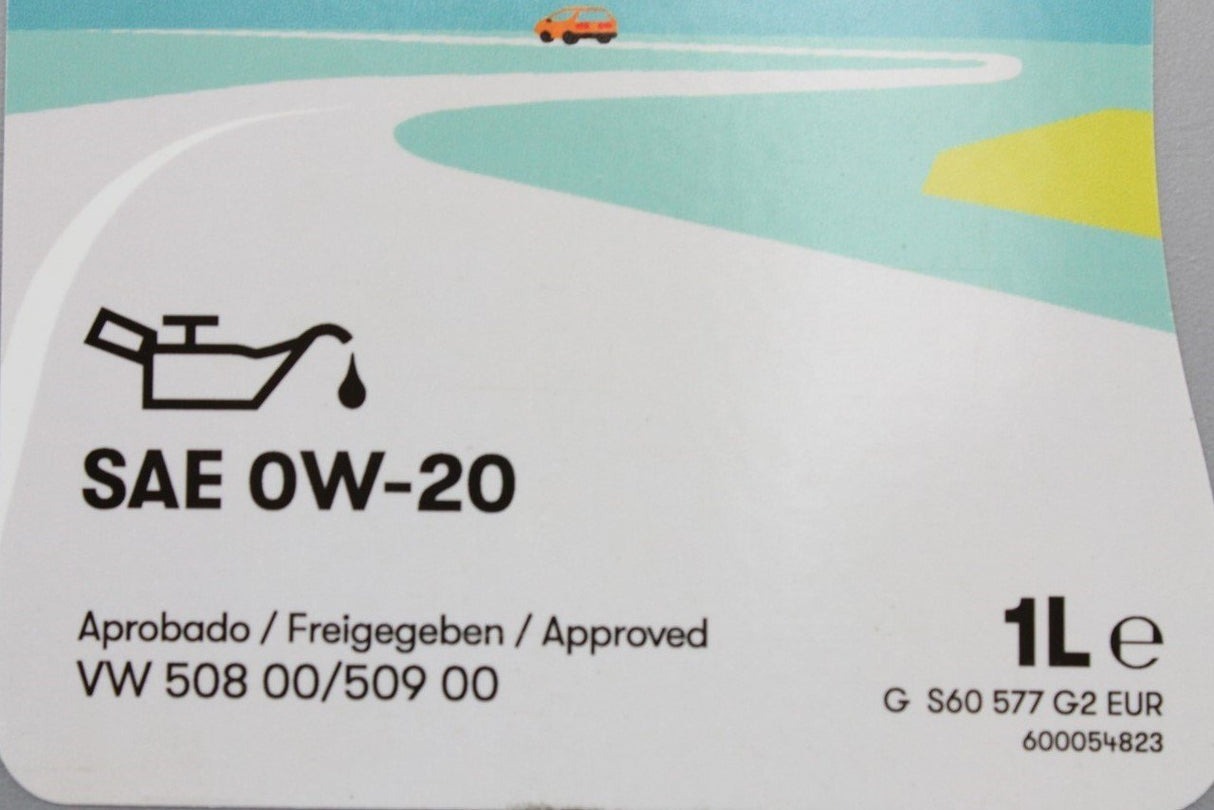 SAE 0W-20
Aprobado / Freigegeben / Approved
VW 508 00/509 00
1L ℮
G S60 577 G2 EUR
600054823